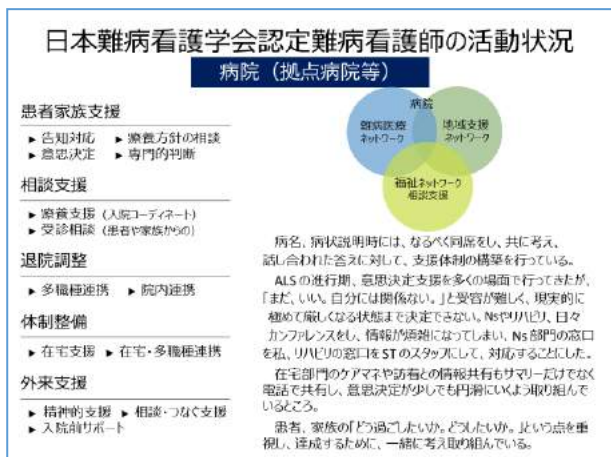 日本難病看護学会認定難病看護師の活動状況
病院（拠点病院等）
患者家族支援
▶ 告知対応 ▶ 療養方針の相談
▶ 意思決定 ▶ 専門的判断
相談支援
▶ 療養支援（入院コーディネート）
▶ 受診相談（患者や家族からの）
退院調整
▶ 多職種連携 ▶ 院内連携
体制整備
▶ 在宅支援 ▶ 在宅・多職種連携
外来支援
▶ 精神的支援 ▶ 相談・つなぐ支援
▶ 入院前サポート
病院
難病医療
ネットワーク
地域支援
ネットワーク
福祉ネットワーク
相談支援
病名、病状説明時には、なるべく同席をし、共に考え、
話し合われた答えに対して、支援体制の構築を行っている。
ALSの進行期、意思決定支援を多くの場面で行ってきたが、
「まだ、いい。自分には関係ない。」と受容が難しく、現実的に
極めて厳しくなる状態まで決定できない。Nsやリハビリ、日々
カンファレンスをし、情報が煩雑になってしまい、Ns部門の窓口
を私、リハビリの窓口をSTのスタッフにして、対応することにした。
在宅部門のケアマネや訪看との情報共有もサマリーだけでなく
電話で共有し、意思決定が少しでも円滑にいくよう取り組んで
いるところ。
患者、家族の「どう過ごしたいか。どうしたいか。」という点を重
視し、達成するために、一緒に考え取り組んでいる。